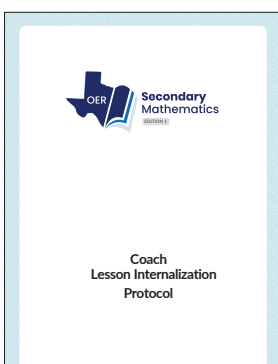 OER
Secondary
Mathematics
EDITION 1
Coach
Lesson Internalization
Protocol